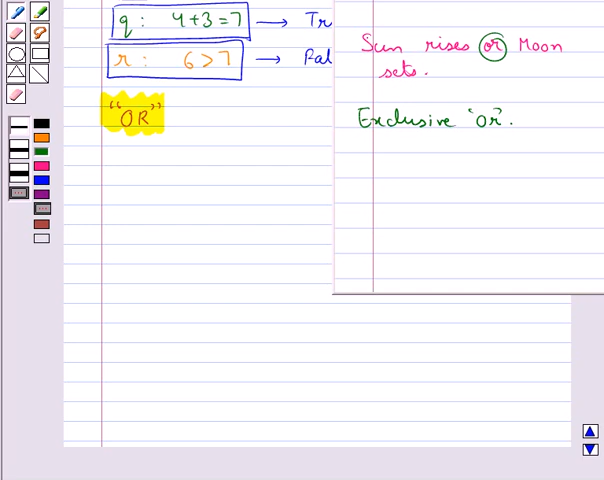 q : 4+3=7 → Tr
r : 6>7 → Fal
"OR"
Sun rises or Moon
sets.
Exclusive 'or'.